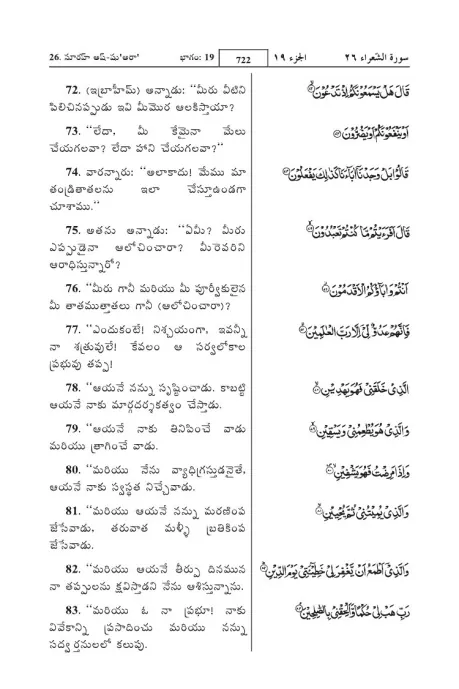 26. సూరహ్ అష్-షు'అరా' భాగం: 19 722 الجزء ١٩ سورة الشعراء ٢٦
72. (ఇబ్రాహీమ్) అన్నాడు: "మీరు వీటిని
పిలిచినప్పుడు ఇవి మీమొర ఆలకిస్తాయా?
قَالَ هَلْ يَسْمَعُونَكُمْ إِذْ تَدْعُونَ
73. "లేదా, మీ కేమైనా మేలు
చేయగలవా? లేదా హాని చేయగలవా?"
أَوْ يَنْفَعُونَكُمْ أَوْ يَضُرُّونَ
74. వారన్నారు: "అలాకాదు! మేము మా
తండ్రితాతలను ఇలా చేస్తూఉండగా
చూశాము."
قَالُوا بَلْ وَجَدْنَا آبَاءَنَا كَذَلِكَ يَفْعَلُونَ
75. అతను అన్నాడు: "ఏమీ? మీరు
ఎప్పుడైనా ఆలోచించారా? మీరెవరిని
ఆరాధిస్తున్నారో?
قَالَ أَفَرَأَيْتُمْ مَا كُنْتُمْ تَعْبُدُونَ
76. "మీరు గానీ మరియు మీ పూర్వీకులైన
మీ తాతముత్తాతలు గానీ (ఆలోచించారా)?
أَنْتُمْ وَآبَاؤُكُمُ الْأَقْدَمُونَ
77. "ఎందుకంటే! నిశ్చయంగా, ఇవన్నీ
నా శత్రువులే! కేవలం ఆ సర్వలోకాల
ప్రభువు తప్ప!
فَإِنَّهُمْ عَدُوٌّ لِي إِلَّا رَبَّ الْعَالَمِينَ
78. "ఆయనే నన్ను సృష్టించాడు. కాబట్టి
ఆయనే నాకు మార్గదర్శకత్వం చేస్తాడు.
الَّذِي خَلَقَنِي فَهُوَ يَهْدِينِ
79. "ఆయనే నాకు తినిపించే వాడు
మరియు త్రాగించే వాడు.
وَالَّذِي هُوَ يُطْعِمُنِي وَيَسْقِينِ
80. "మరియు నేను వ్యాధిగ్రస్తుడనైతే,
ఆయనే నాకు స్వస్థత నిచ్చేవాడు.
وَإِذَا مَرِضْتُ فَهُوَ يَشْفِينِ
81. "మరియు ఆయనే నన్ను మరణింప
జేసేవాడు, తరువాత మళ్ళీ బ్రతికింప
జేసేవాడు.
وَالَّذِي يُمِيتُنِي ثُمَّ يُحْيِينِ
82. "మరియు ఆయనే తీర్పు దినమున
నా తప్పులను క్షమిస్తాడని నేను ఆశిస్తున్నాను.
وَالَّذِي أَطْمَعُ أَنْ يَغْفِرَ لِي خَطِيئَتِي يَوْمَ الدِّينِ
83. "మరియు ఓ నా ప్రభూ! నాకు
వివేకాన్ని ప్రసాదించు మరియు నన్ను
సద్వర్తనులలో కలుపు.
رَبِّ هَبْ لِي حُكْمًا وَأَلْحِقْنِي بِالصَّالِحِينَ